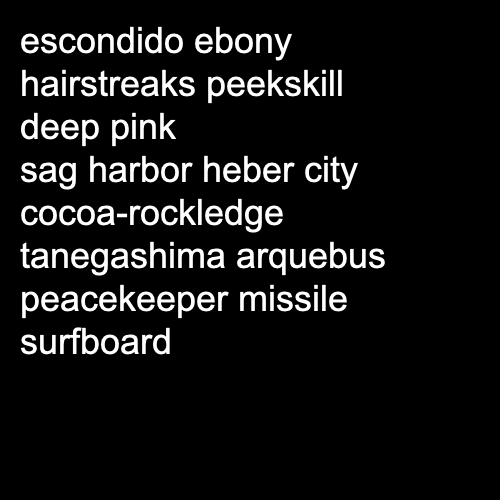 escondido ebony
hairstreaks peekskill
deep pink
sag harbor heber city
cocoa-rockledge
tanegashima arquebus
peacekeeper missile
surfboard